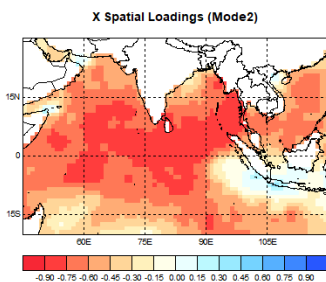 X Spatial Loadings (Mode2)
15N
0
15S
60E 75E 90E 105E
-0.90 -0.75 -0.60 -0.45 -0.30 -0.15 0.00 0.15 0.30 0.45 0.60 0.75 0.90